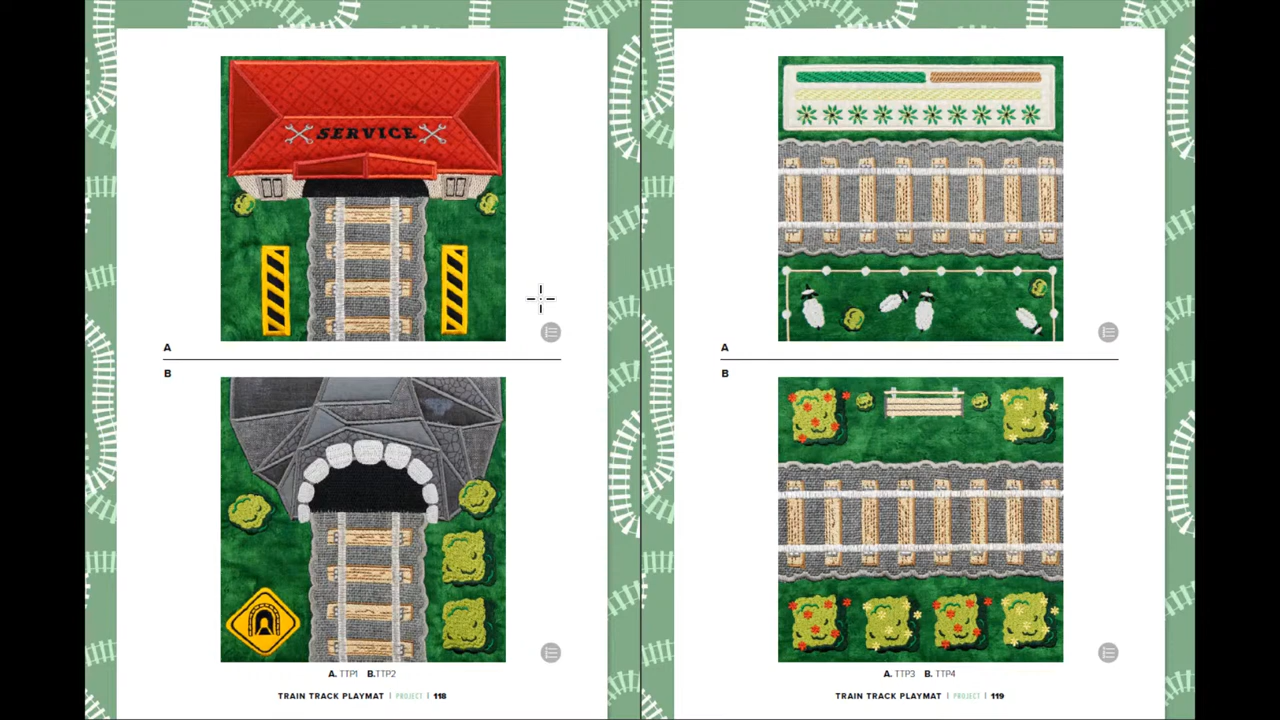 SERVICE
A
B
A. TTP1 B.TTP2
TRAIN TRACK PLAYMAT | PROJECT | 118
A
B
A. TTP3 B. TTP4
TRAIN TRACK PLAYMAT | PROJECT | 119